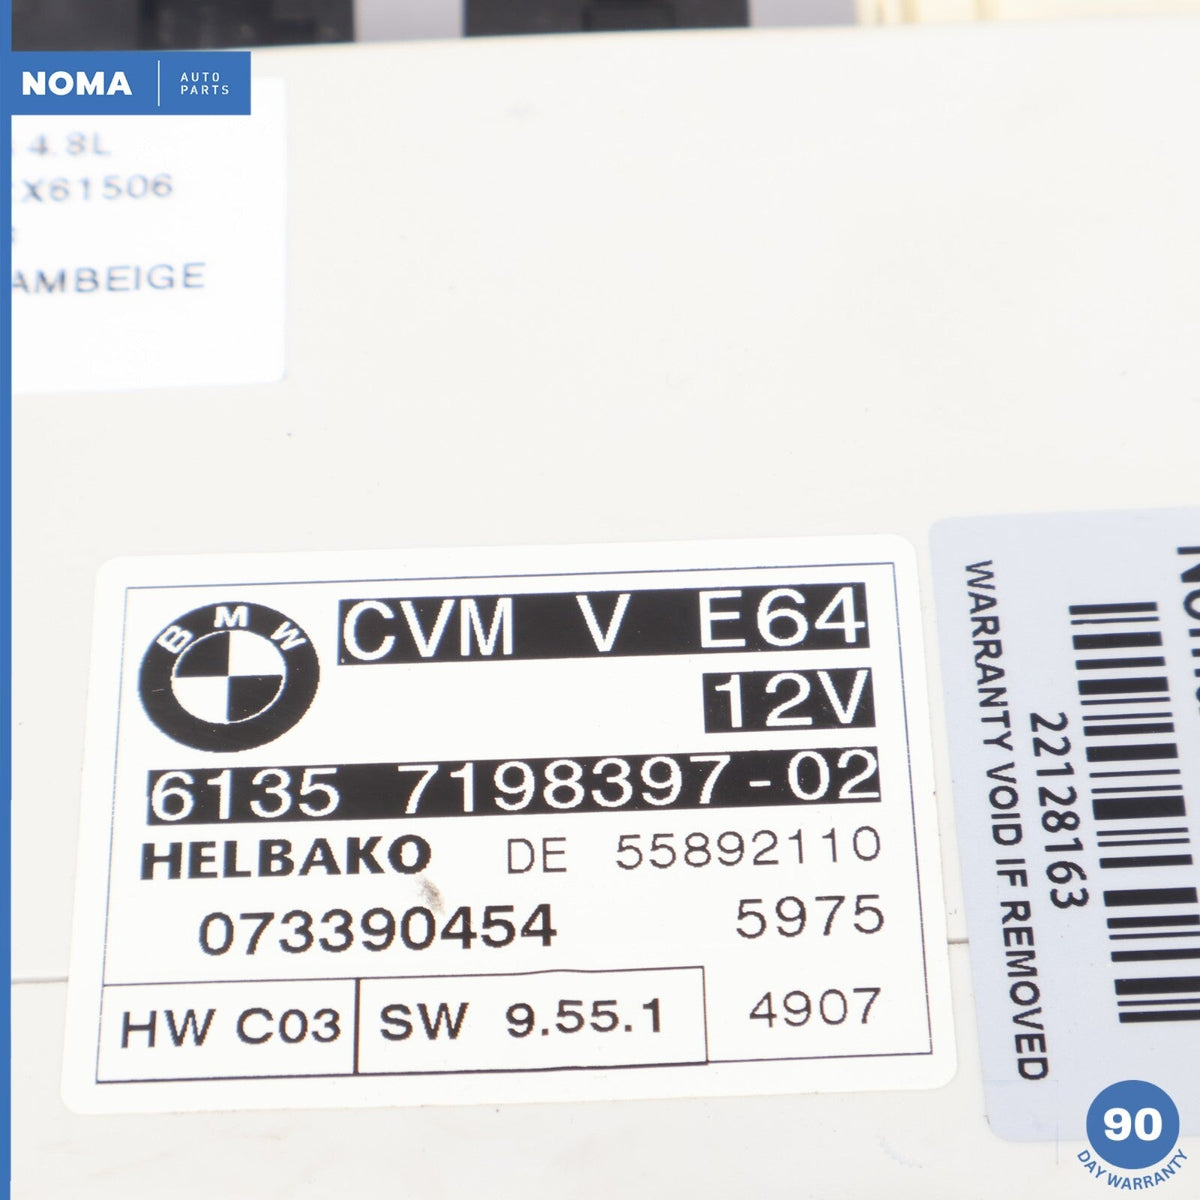 NOMA AUTO PARTS
4.8L
X61506
AMBEIGE
BMW
CVM V E64
12V
6135 7198397-02
HELBAKO DE 55892110
073390454 5975
HW C03 SW 9.55.1 4907
WARRANTY VOID IF REMOVED
22128163
90
DAY WARRANTY